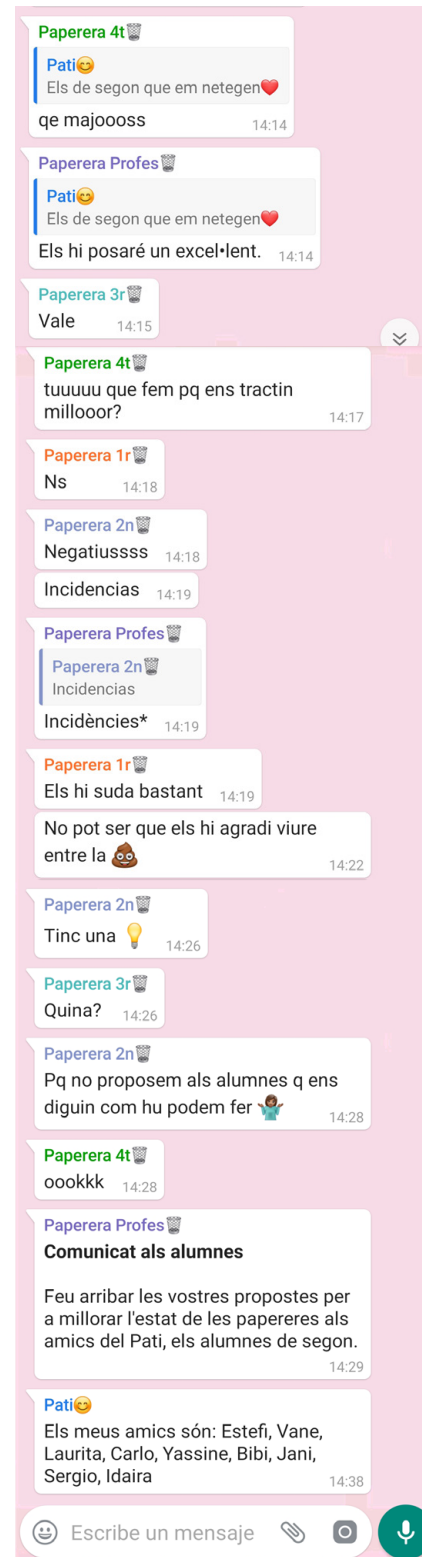 Paperera 4t🗑
Pati😊
Els de segon que em netegen❤️
qe majoooss
14:14
Paperera Profes🗑
Pati😊
Els de segon que em netegen❤️
Els hi posaré un excel•lent.
14:14
Paperera 3r🗑
Vale
14:15
Paperera 4t🗑
tuuuuu que fem pq ens tractin
millooor?
14:17
Paperera 1r🗑
Ns
14:18
Paperera 2n🗑
Negatiussss
14:18
Incidencias
14:19
Paperera Profes🗑
Paperera 2n🗑
Incidencias
Incidències*
14:19
Paperera 1r🗑
Els hi suda bastant
14:19
No pot ser que els hi agradi viure
entre la 💩
14:22
Paperera 2n🗑
Tinc una 💡
14:26
Paperera 3r🗑
Quina?
14:26
Paperera 2n🗑
Pq no proposem als alumnes q ens
diguin com hu podem fer 🤷🏾‍♀️
14:28
Paperera 4t🗑
oookkk
14:28
Paperera Profes🗑
Comunicat als alumnes
Feu arribar les vostres propostes per
a millorar l'estat de les papereres als
amics del Pati, els alumnes de segon.
14:29
Pati😊
Els meus amics són: Estefi, Vane,
Laurita, Carlo, Yassine, Bibi, Jani,
Sergio, Idaira
14:38
Escribe un mensaje